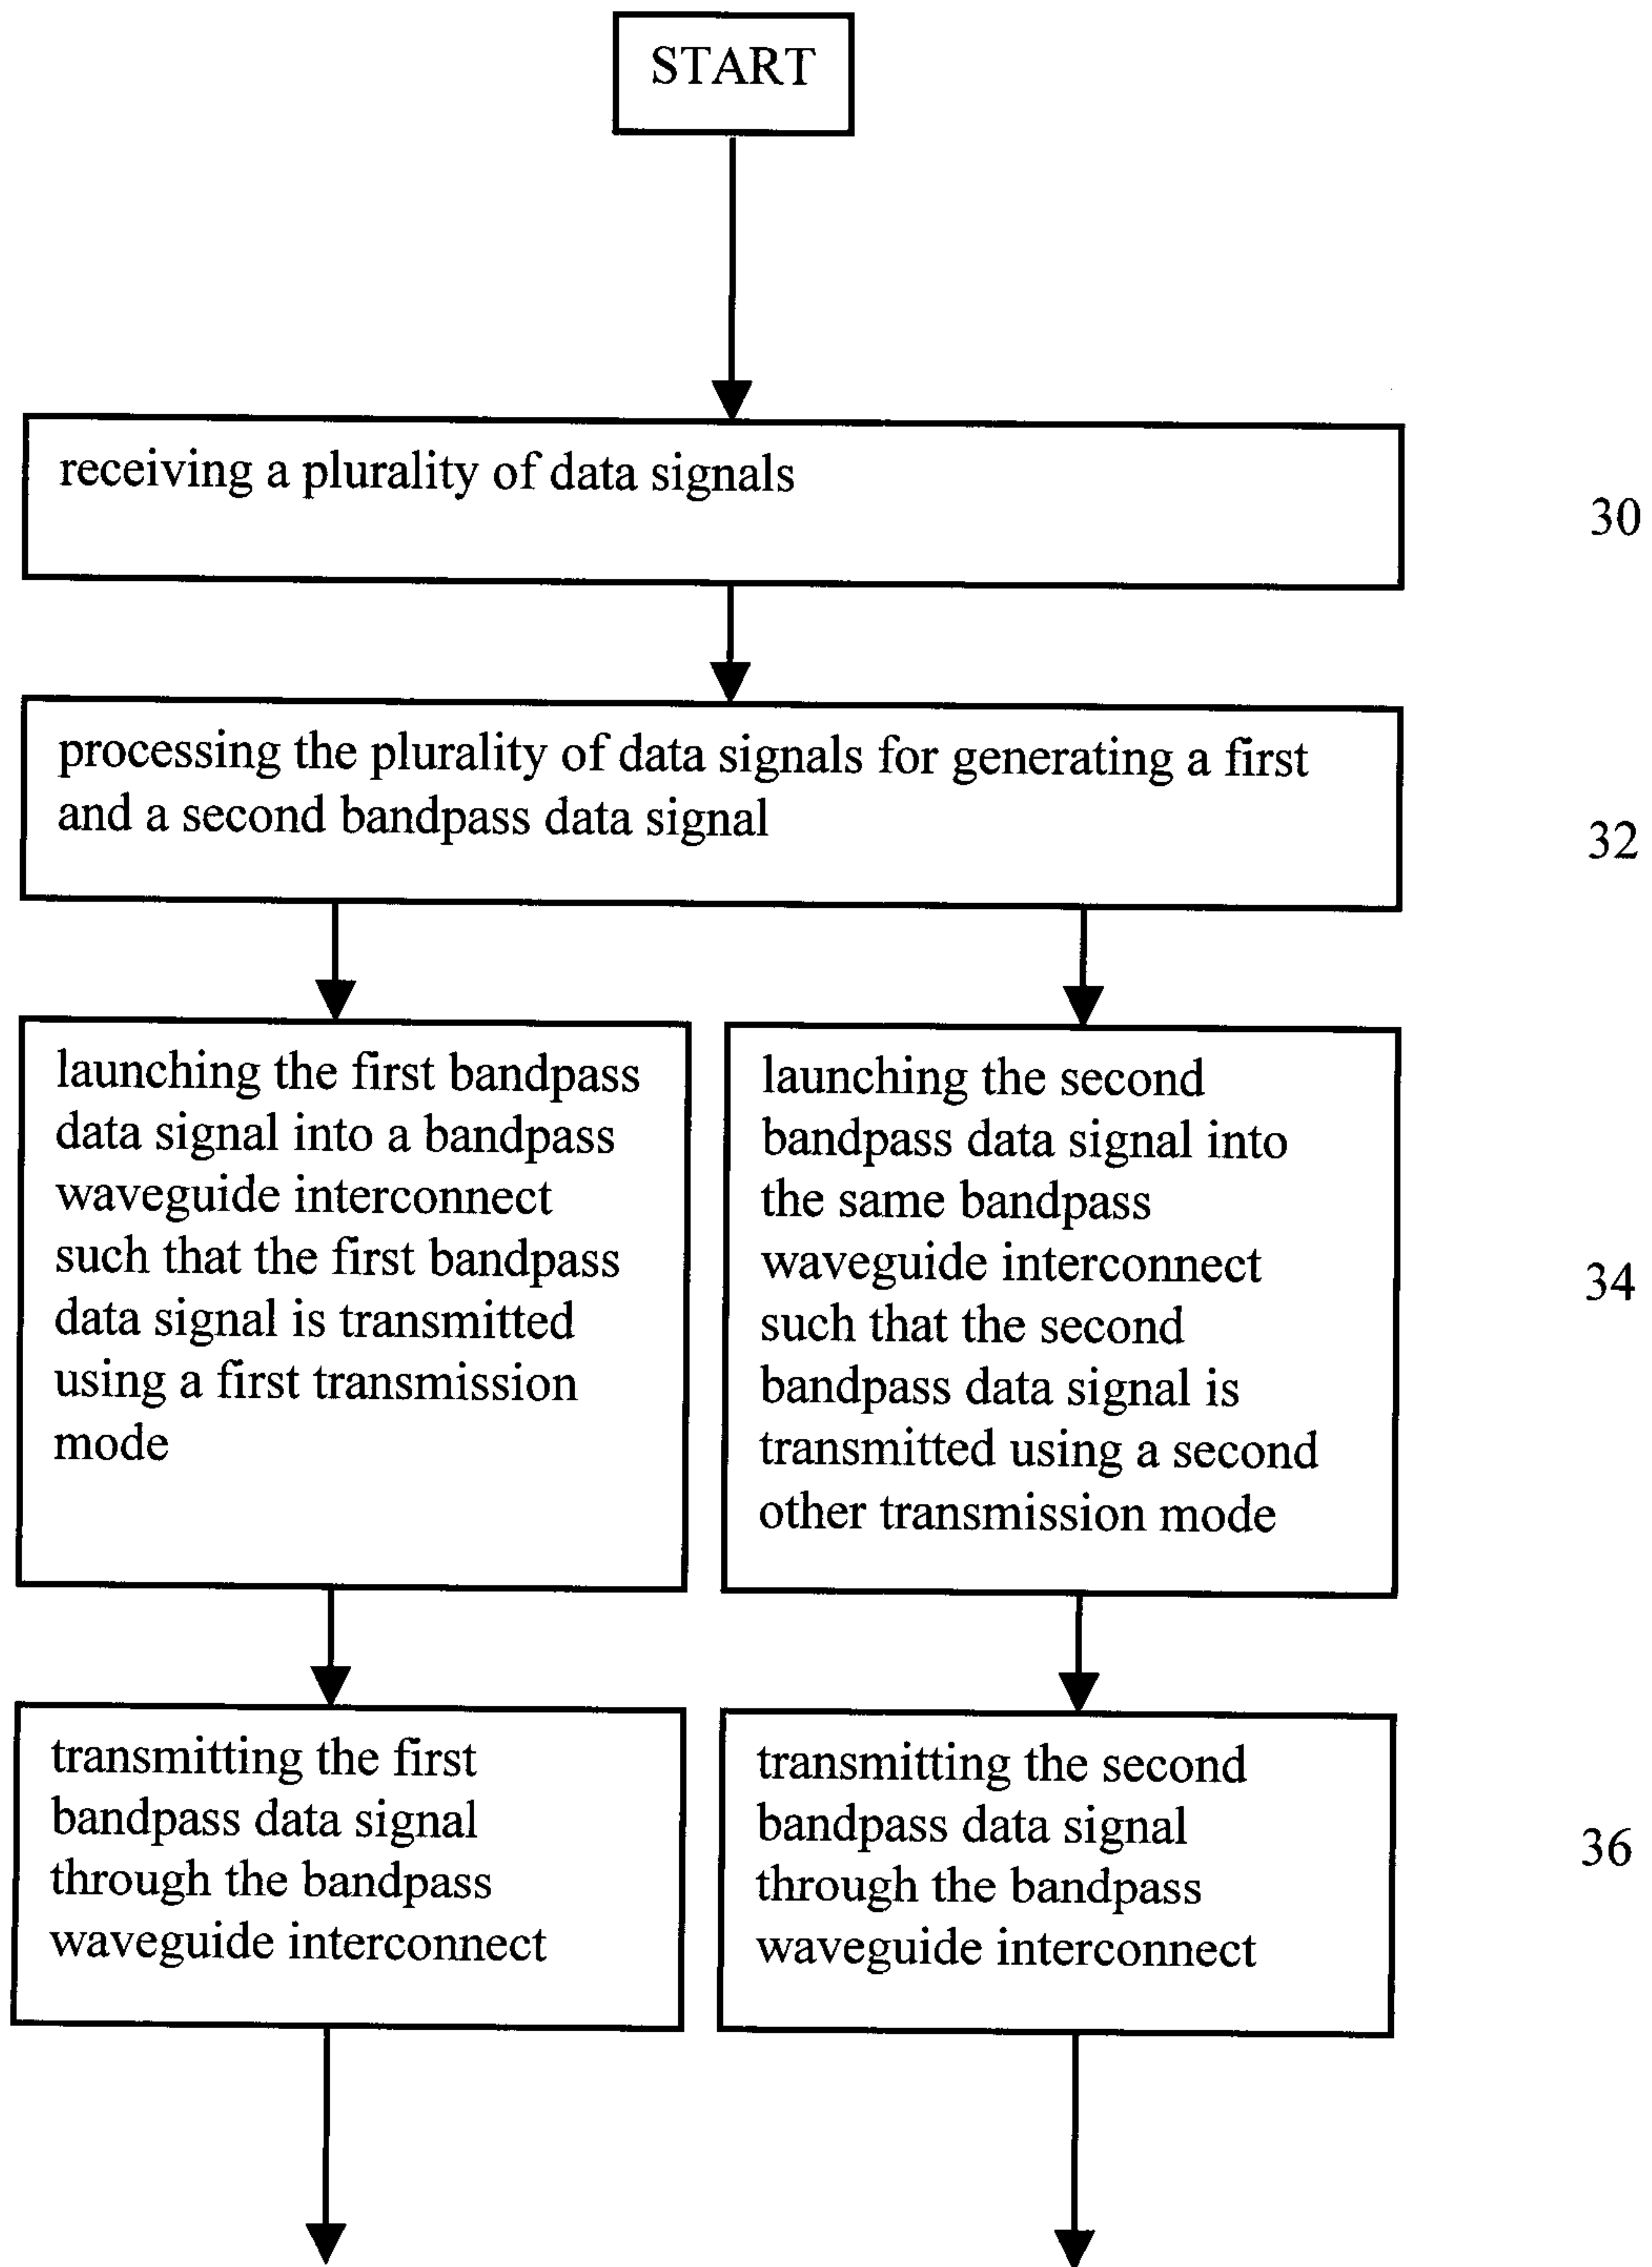 START
receiving a plurality of data signals
30
processing the plurality of data signals for generating a first
and a second bandpass data signal
32
launching the first bandpass
data signal into a bandpass
waveguide interconnect
such that the first bandpass
data signal is transmitted
using a first transmission
mode
launching the second
bandpass data signal into
the same bandpass
waveguide interconnect
such that the second
bandpass data signal is
transmitted using a second
other transmission mode
34
transmitting the first
bandpass data signal
through the bandpass
waveguide interconnect
transmitting the second
bandpass data signal
through the bandpass
waveguide interconnect
36